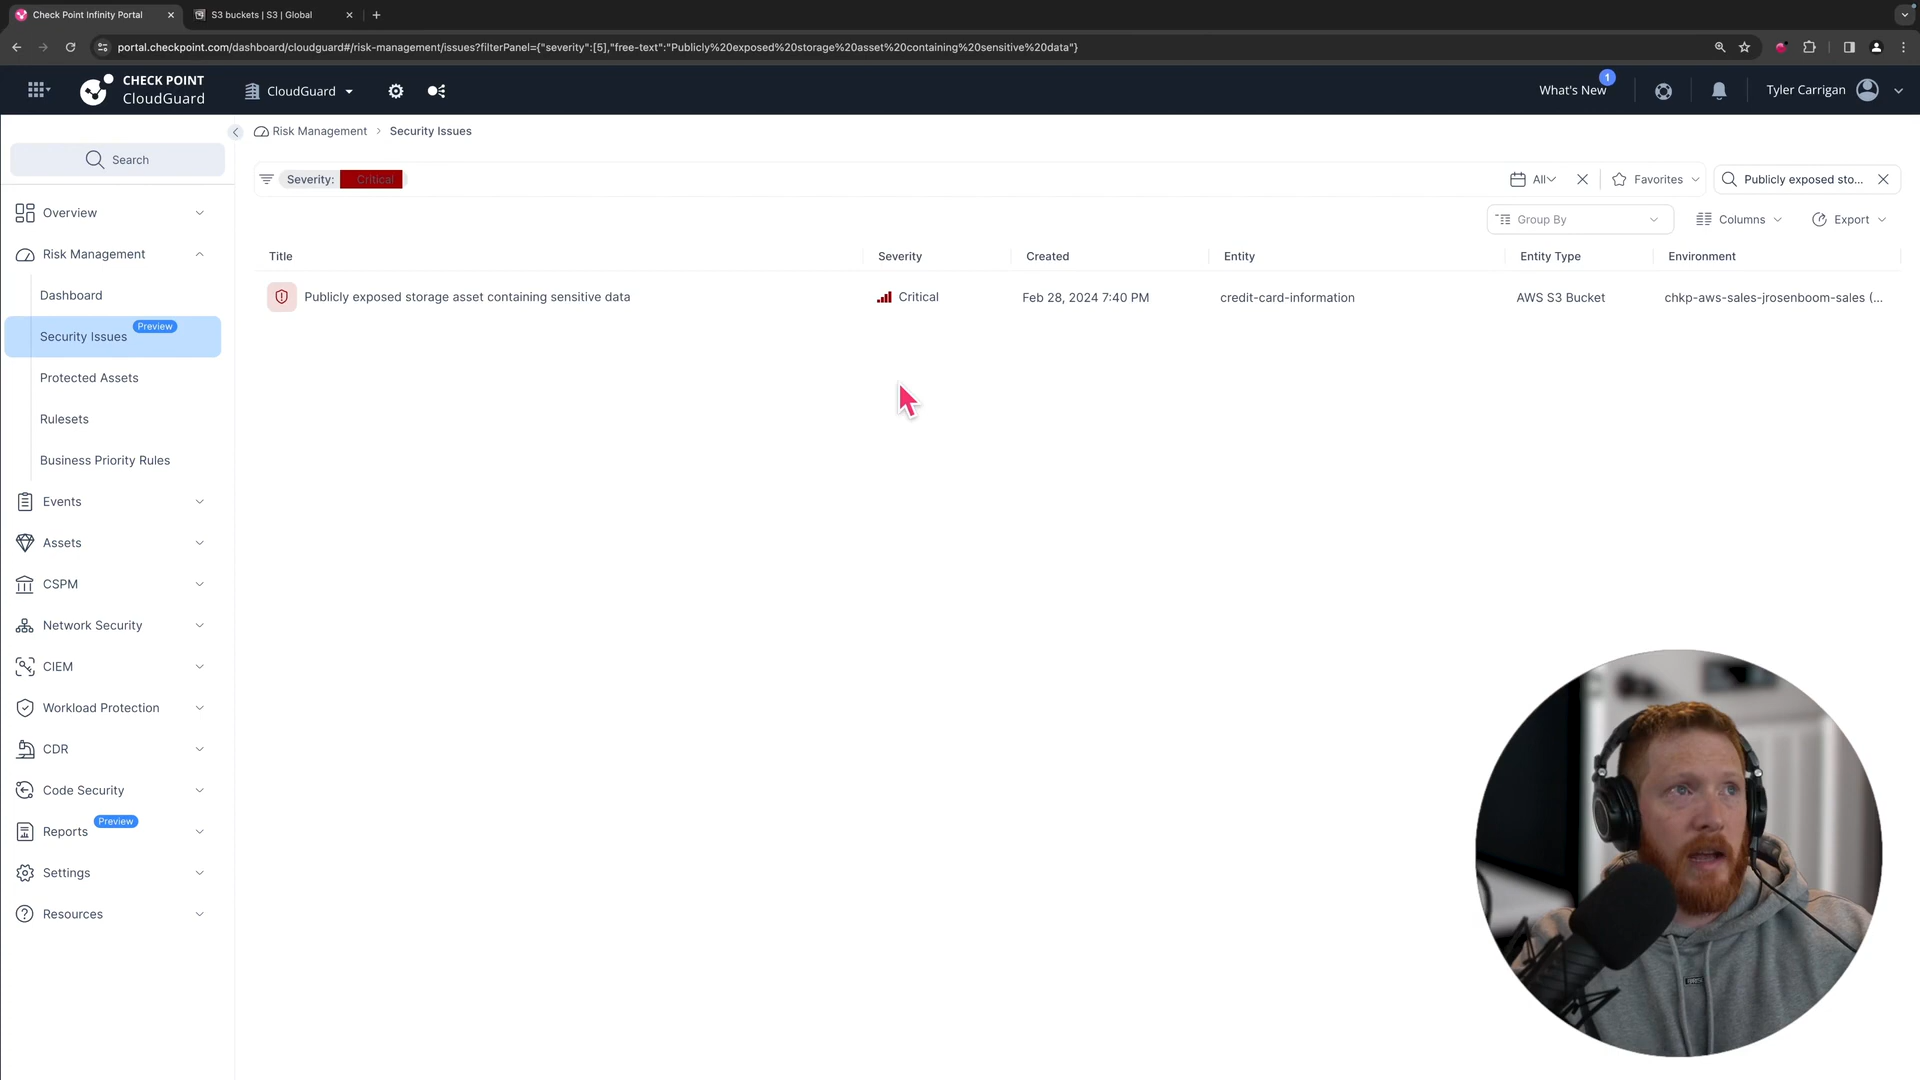 Check Point Infinity Portal
S3 buckets | S3 | Global
portal.checkpoint.com/dashboard/cloudguard#/risk-management/issues?filterPanel={"severity":[5],"free-text":"Publicly%20exposed%20storage%20asset%20containing%20sensitive%20data"}
CHECK POINT
CloudGuard
CloudGuard
What's New
1
Tyler Carrigan
Risk Management > Security Issues
Search
Severity: Critical
All
Favorites
Publicly exposed sto...
Group By
Columns
Export
Overview
Risk Management
Dashboard
Security Issues
Preview
Protected Assets
Rulesets
Business Priority Rules
Events
Assets
CSPM
Network Security
CIEM
Workload Protection
CDR
Code Security
Reports
Preview
Settings
Resources
Title Severity Created Entity Entity Type Environment
Publicly exposed storage asset containing sensitive data Critical Feb 28, 2024 7:40 PM credit-card-information AWS S3 Bucket chkp-aws-sales-jrosenboom-sales (...